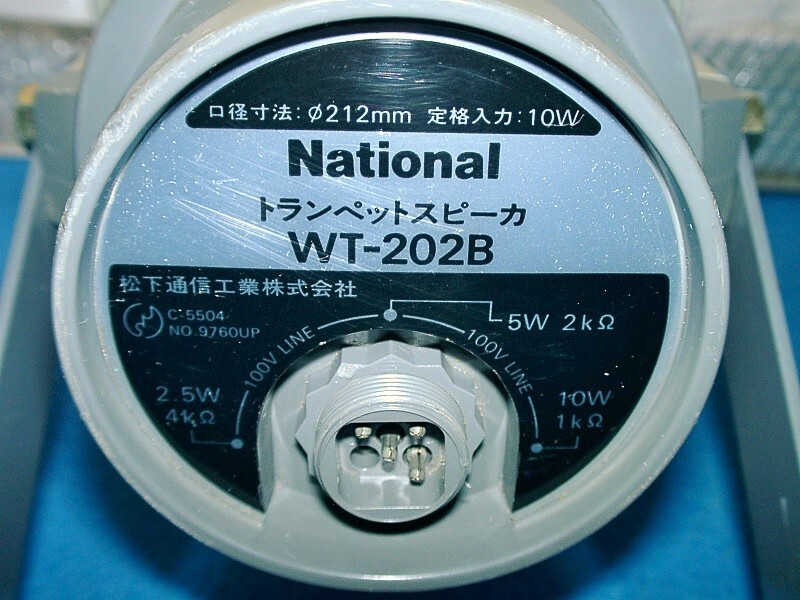 口径寸法：φ212mm 定格入力：10W
National
トランペットスピーカ
WT-202B
松下通信工業株式会社
C-5504
NO.9760UP
100V LINE
100V LINE
5W 2kΩ
2.5W
4kΩ
10W
1kΩ